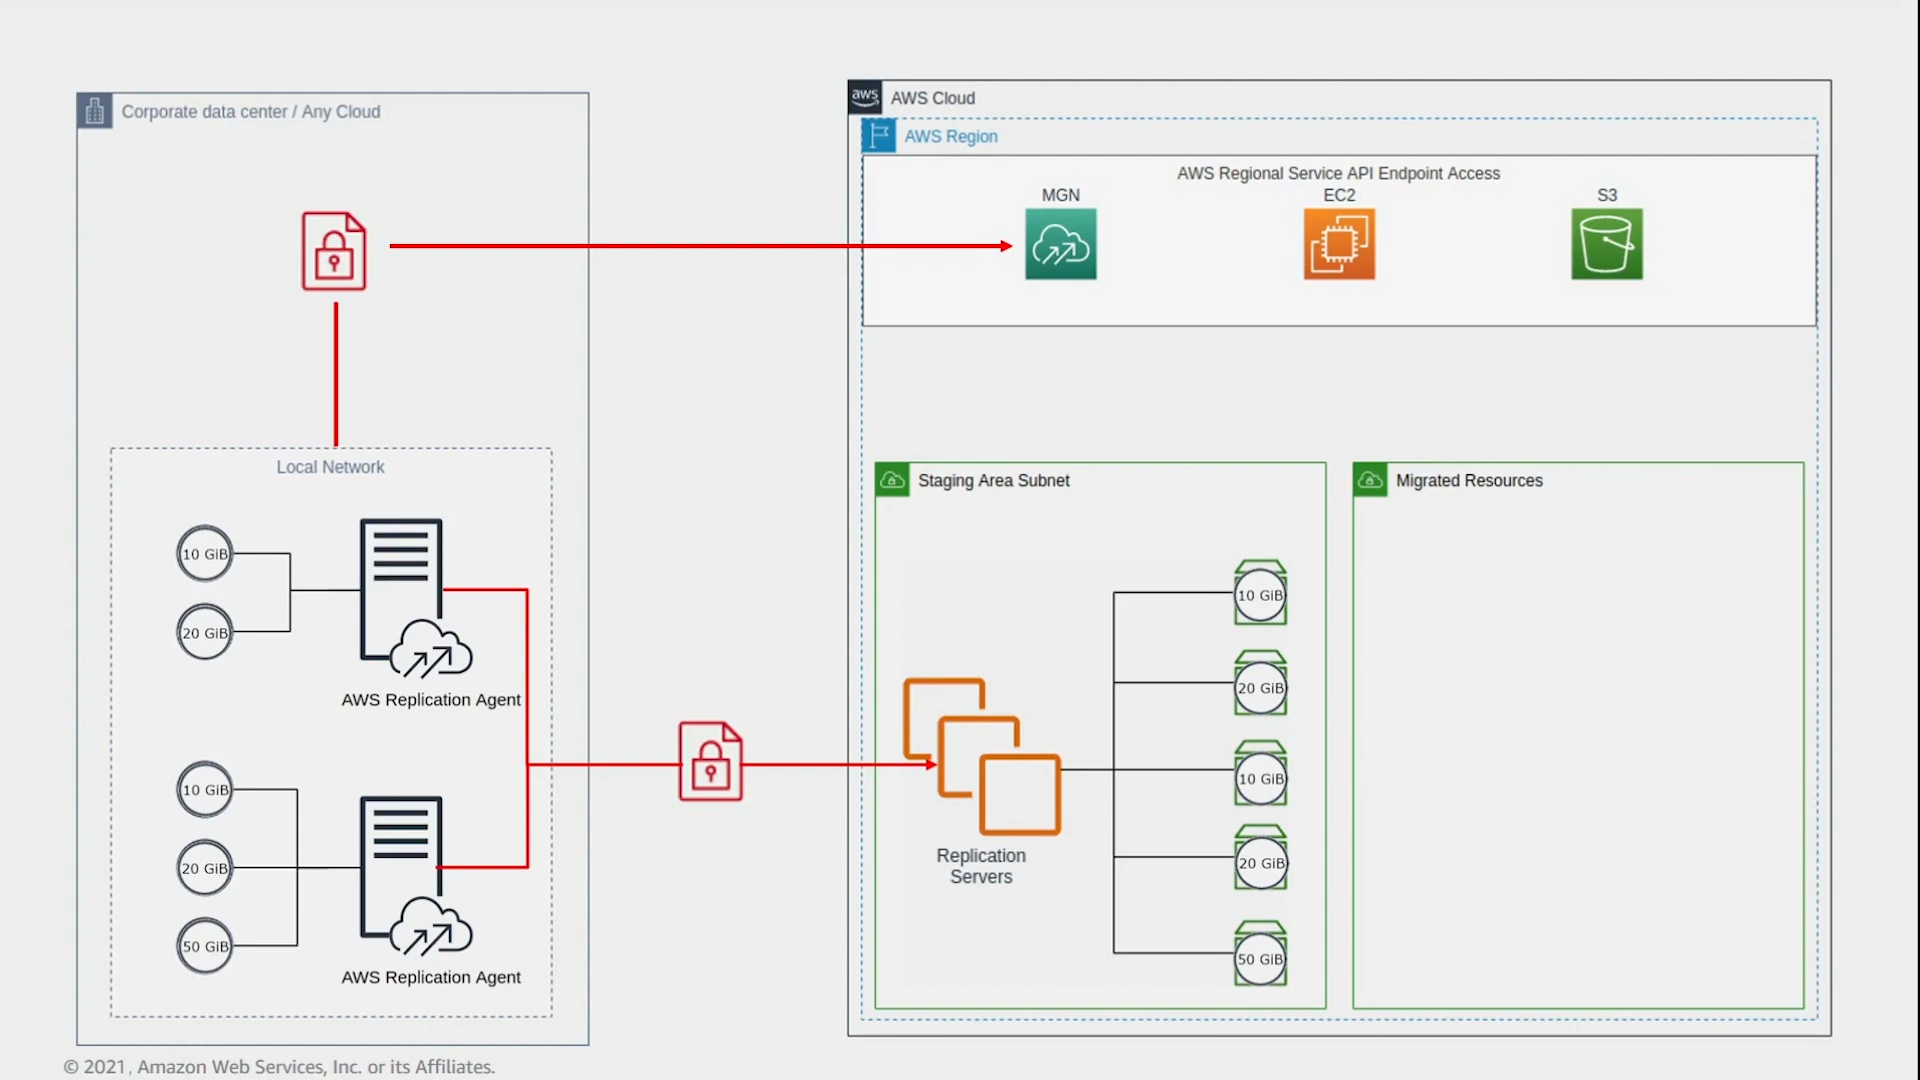 Corporate data center / Any Cloud
Local Network
10 GiB
20 GiB
AWS Replication Agent
10 GiB
20 GiB
50 GiB
AWS Replication Agent
aws
AWS Cloud
AWS Region
AWS Regional Service API Endpoint Access
MGN
EC2
S3
Staging Area Subnet
Replication
Servers
10 GiB
20 GiB
10 GiB
20 GiB
50 GiB
Migrated Resources
© 2021, Amazon Web Services, Inc. or its Affiliates.